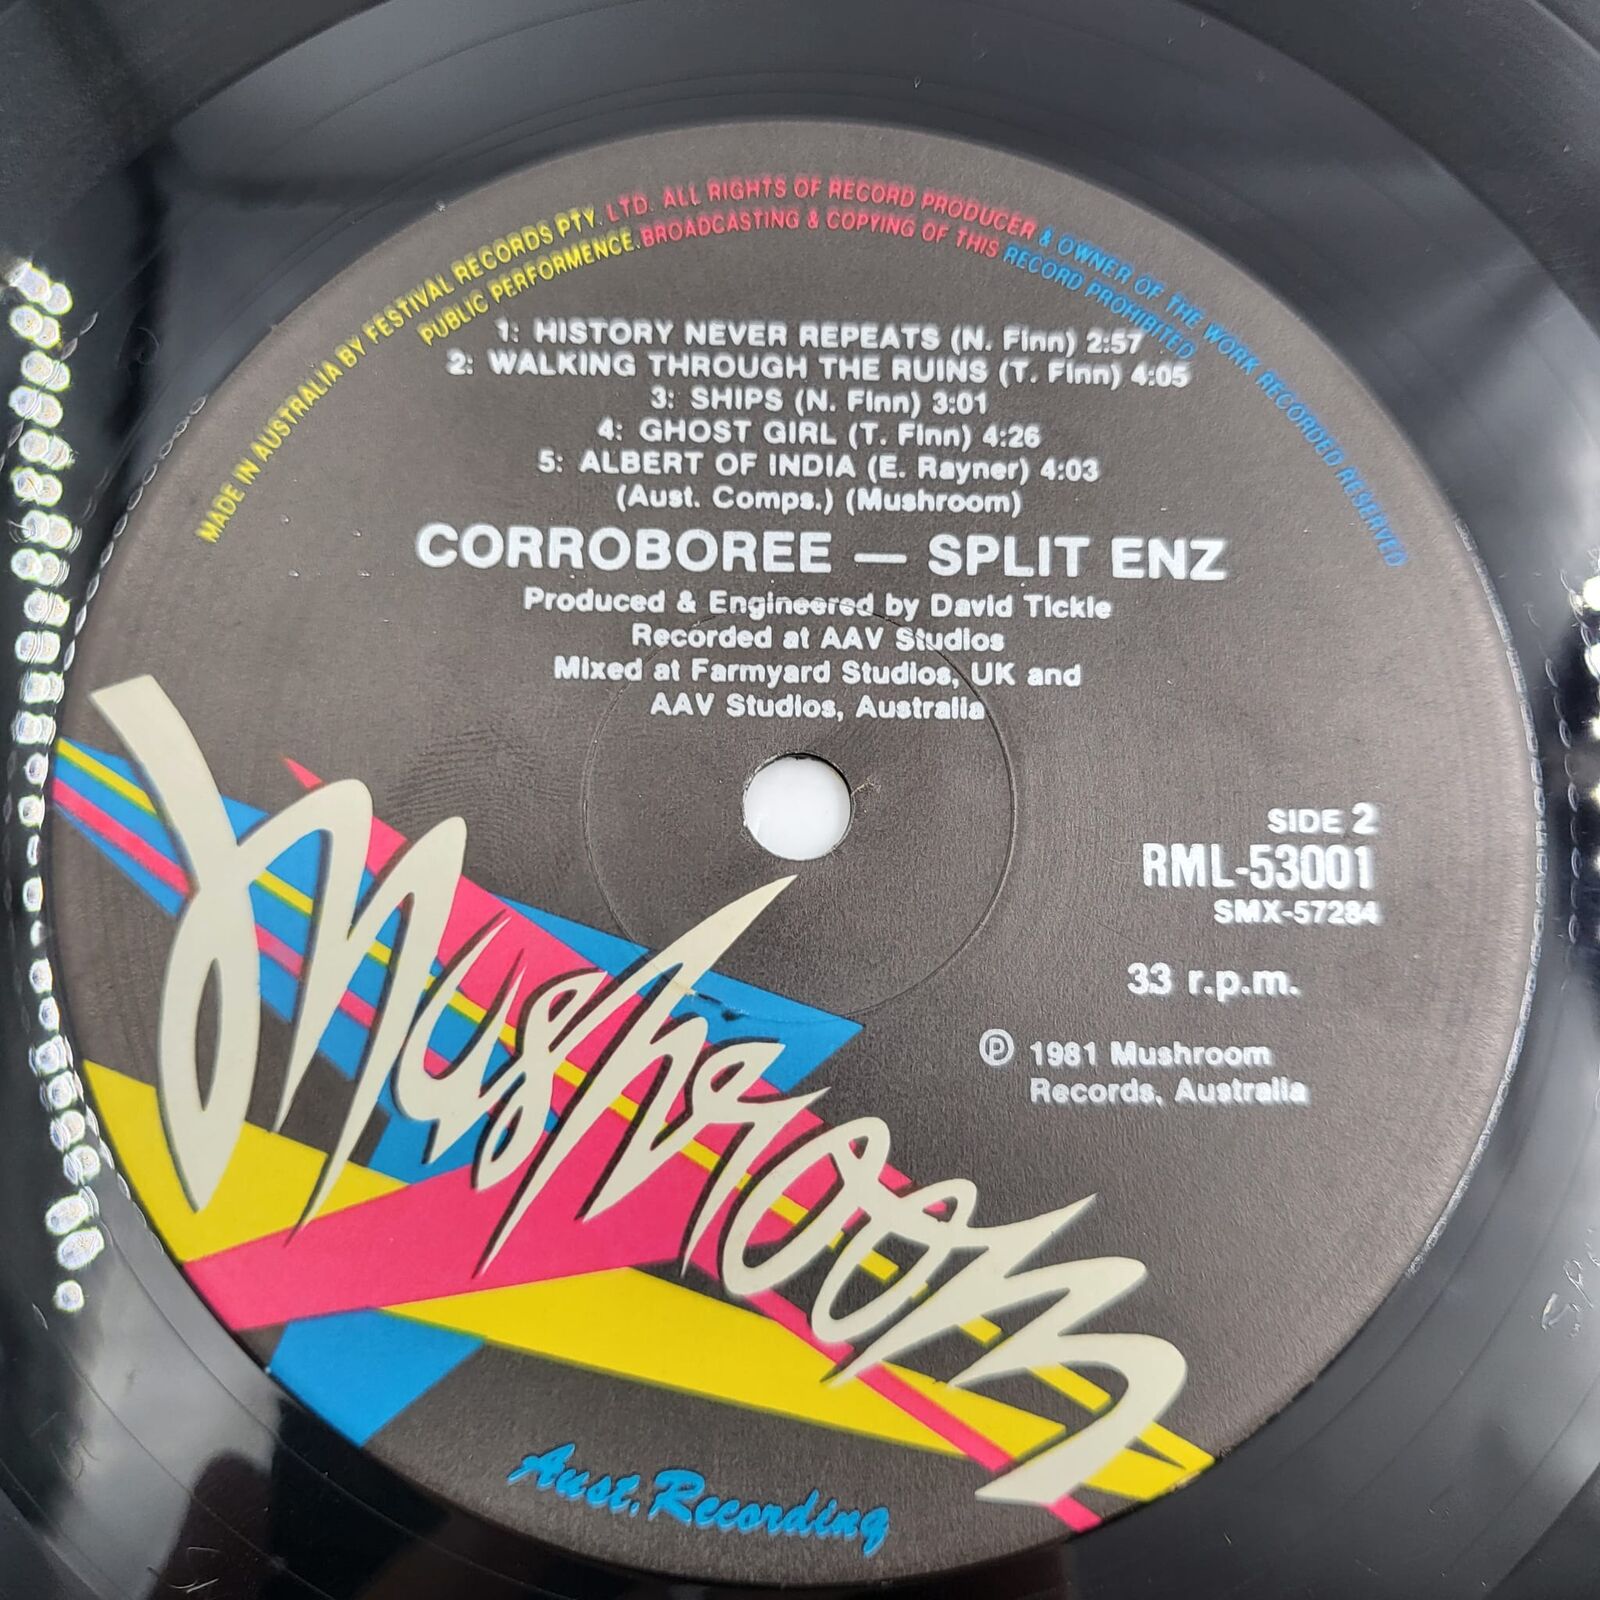 MADE IN AUSTRALIA BY FESTIVAL RECORDS PTY. LTD. ALL RIGHTS OF RECORD PRODUCER & OWNER OF THE WORK RECORDED RESERVED
PUBLIC PERFORMENCE. BROADCASTING & COPYING OF THIS RECORD PROHIBITED
1: HISTORY NEVER REPEATS (N. Finn) 2:57
2: WALKING THROUGH THE RUINS (T. Finn) 4:05
3: SHIPS (N. Finn) 3:01
4: GHOST GIRL (T. Finn) 4:26
5: ALBERT OF INDIA (E. Rayner) 4:03
(Aust. Comps.) (Mushroom)
CORROBOREE — SPLIT ENZ
Produced & Engineered by David Tickle
Recorded at AAV Studios
Mixed at Farmyard Studios, UK and
AAV Studios, Australia
SIDE 2
RML-53001
SMX-57284
33 r.p.m.
℗ 1981 Mushroom
Records, Australia
Mushroom
Aust. Recording